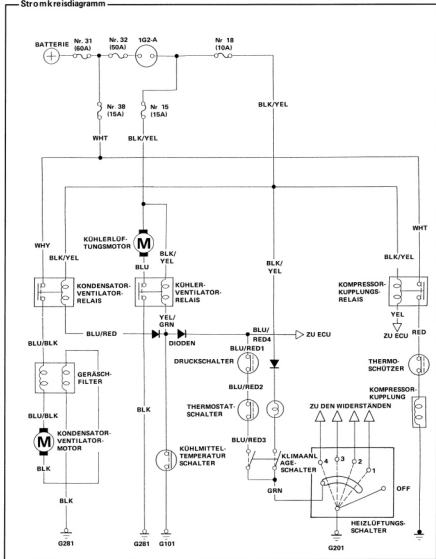 Stromkreisdiagramm
BATTERIE
Nr. 31
(60A)
Nr. 32
(50A)
1G2-A
Nr 18
(10A)
BLK/YEL
Nr. 38
(15A)
Nr 15
(15A)
WHT
BLK/YEL
WHT
WHY
BLK/YEL
KÜHLERLÜF-
TUNGSMOTOR
M
BLK/
YEL
BLU
BLK/
YEL
BLK/YEL
KONDENSATOR-
VENTILATOR-
RELAIS
KÜHLER-
VENTILATOR-
RELAIS
KOMPRESSOR-
KUPPLUNGS-
RELAIS
YEL/
GRN
YEL
RED
BLU/RED
DIODEN
BLU/
RED4
ZU ECU
ZU ECU
BLU/BLK
BLU/RED1
DRUCKSCHALTER
THERMO-
SCHÜTZER
GERÄSCH-
FILTER
BLU/RED2
KOMPRESSOR-
KUPPLUNG
ZU DEN WIDERSTÄNDEN
BLU/BLK
BLK
THERMOSTAT-
SCHALTER
M
KONDENSATOR-
VENTILATOR-
MOTOR
BLU/RED3
KLIMAANL
AGE-
SCHALTER
4
3
2
1
BLK
KÜHLMITTEL-
TEMPERATUR
SCHALTER
GRN
OFF
BLK
HEIZLÜFTUNGS-
SCHALTER
G281
G281
G101
G201